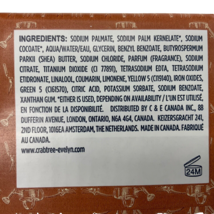 INGREDIENTS: SODIUM PALMATE, SODIUM PALM KERNELATE*, SODIUM
COCOATE*, AQUA/WATER/EAU, GLYCERIN, BENZYL BENZOATE, BUTYROSPERMUM
PARKII (SHEA) BUTTER, SODIUM CHLORIDE, PARFUM (FRAGRANCE), SODIUM
CITRATE, TITANIUM DIOXIDE (CI 77891), TETRASODIUM EDTA, TETRASODIUM
ETIDRONATE, LINALOOL, COUMARIN, LIMONENE, YELLOW 5 (CI19140), IRON OXIDES,
GREEN 5 (CI61570), CITRIC ACID, POTASSIUM SORBATE, SODIUM BENZOATE,
XANTHAN GUM. *EITHER IS USED, DEPENDING ON AVAILABILITY/EST UTILISÉ
EN FONCTION DE LA DISPONIBILITÉ. DISTRIBUTED BY C & E CANADA INC., BB
DUFFERIN AVENUE, LONDON, ONTARIO, N6A 4G4, CANADA. KEIZERSGRACHT 241,
2ND FLOOR, 1016EA AMSTERDAM, THE NETHERLANDS. MADE IN CANADA. FABRIQUÉ
AU CANADA.
www.crabtree-evelyn.com
24M